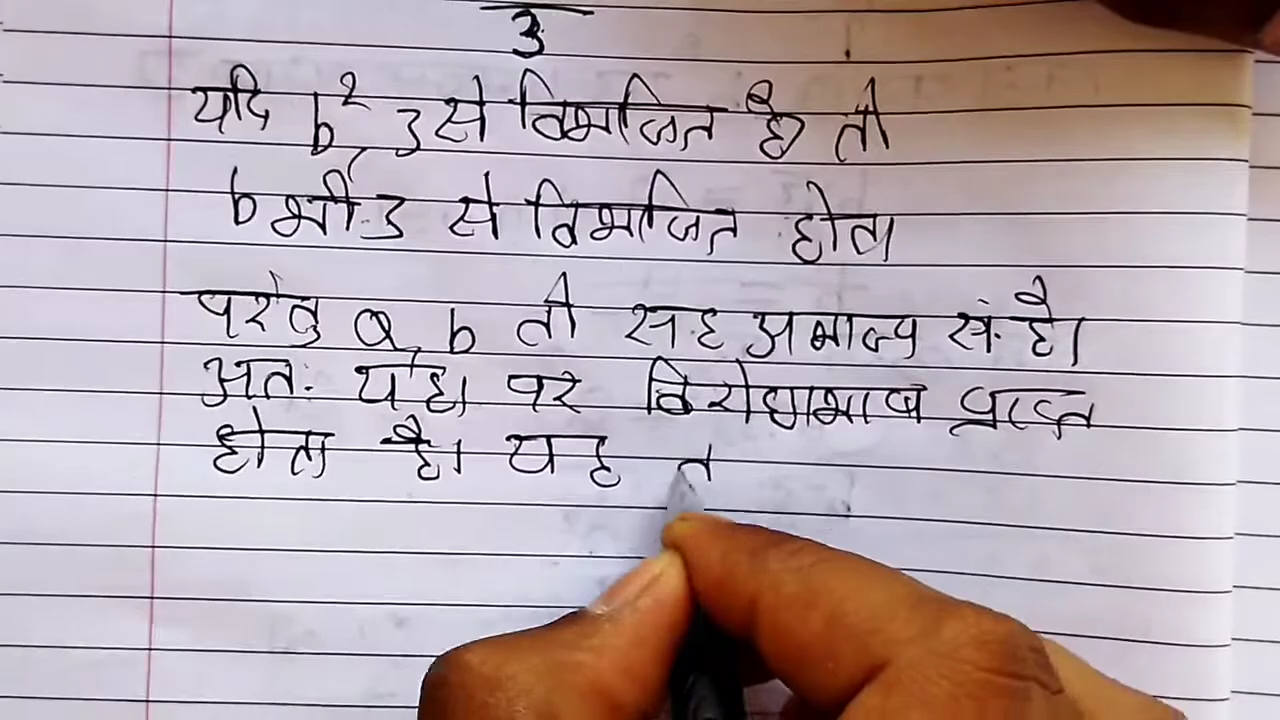 3
यदि b², 3 से विभाजित है तो
b भी 3 से विभाजित होता
परंतु a, b तो सह अभाज्य सं. है।
अतः यहा पर विरोधाभाव प्राप्त
होता है। यह त